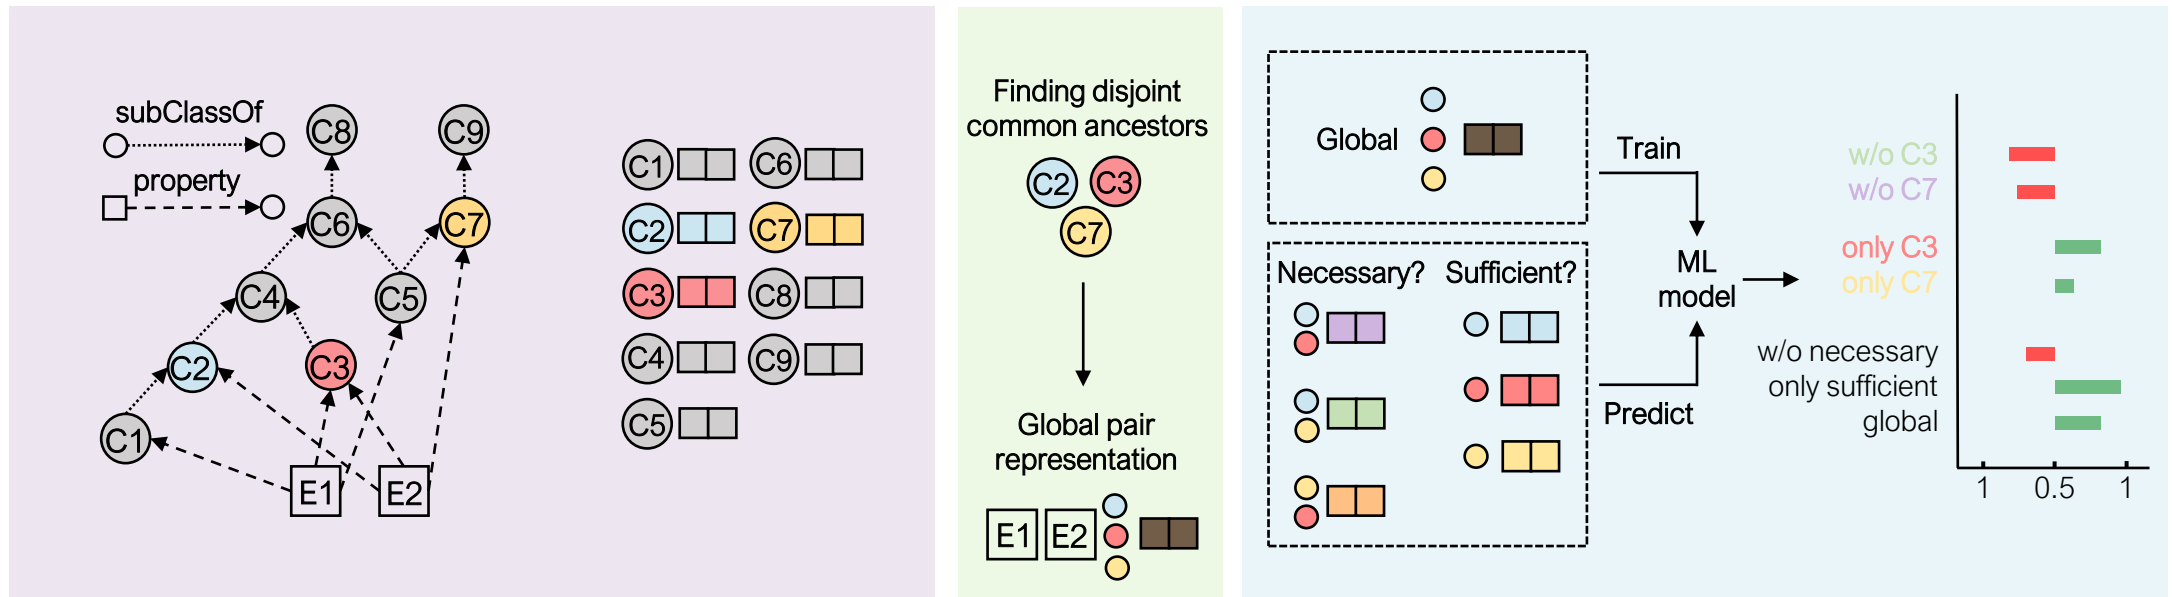 subClassOf
property
C8
C9
C6
C7
C4
C5
C2
C3
C1
E1
E2
C1
C6
C2
C7
C3
C8
C4
C9
C5
Finding disjoint
common ancestors
C2
C3
C7
Global pair
representation
E1
E2
Global
Necessary?
Sufficient?
Train
ML
model
Predict
w/o C3
w/o C7
only C3
only C7
w/o necessary
only sufficient
global
1
0.5
1